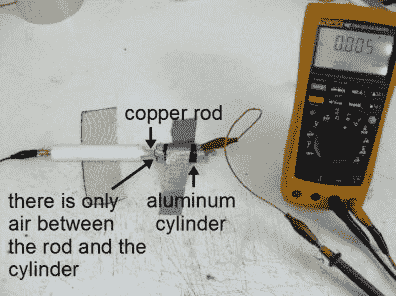 0.005
copper rod
there is only
air between
the rod and the
cylinder
aluminum
cylinder